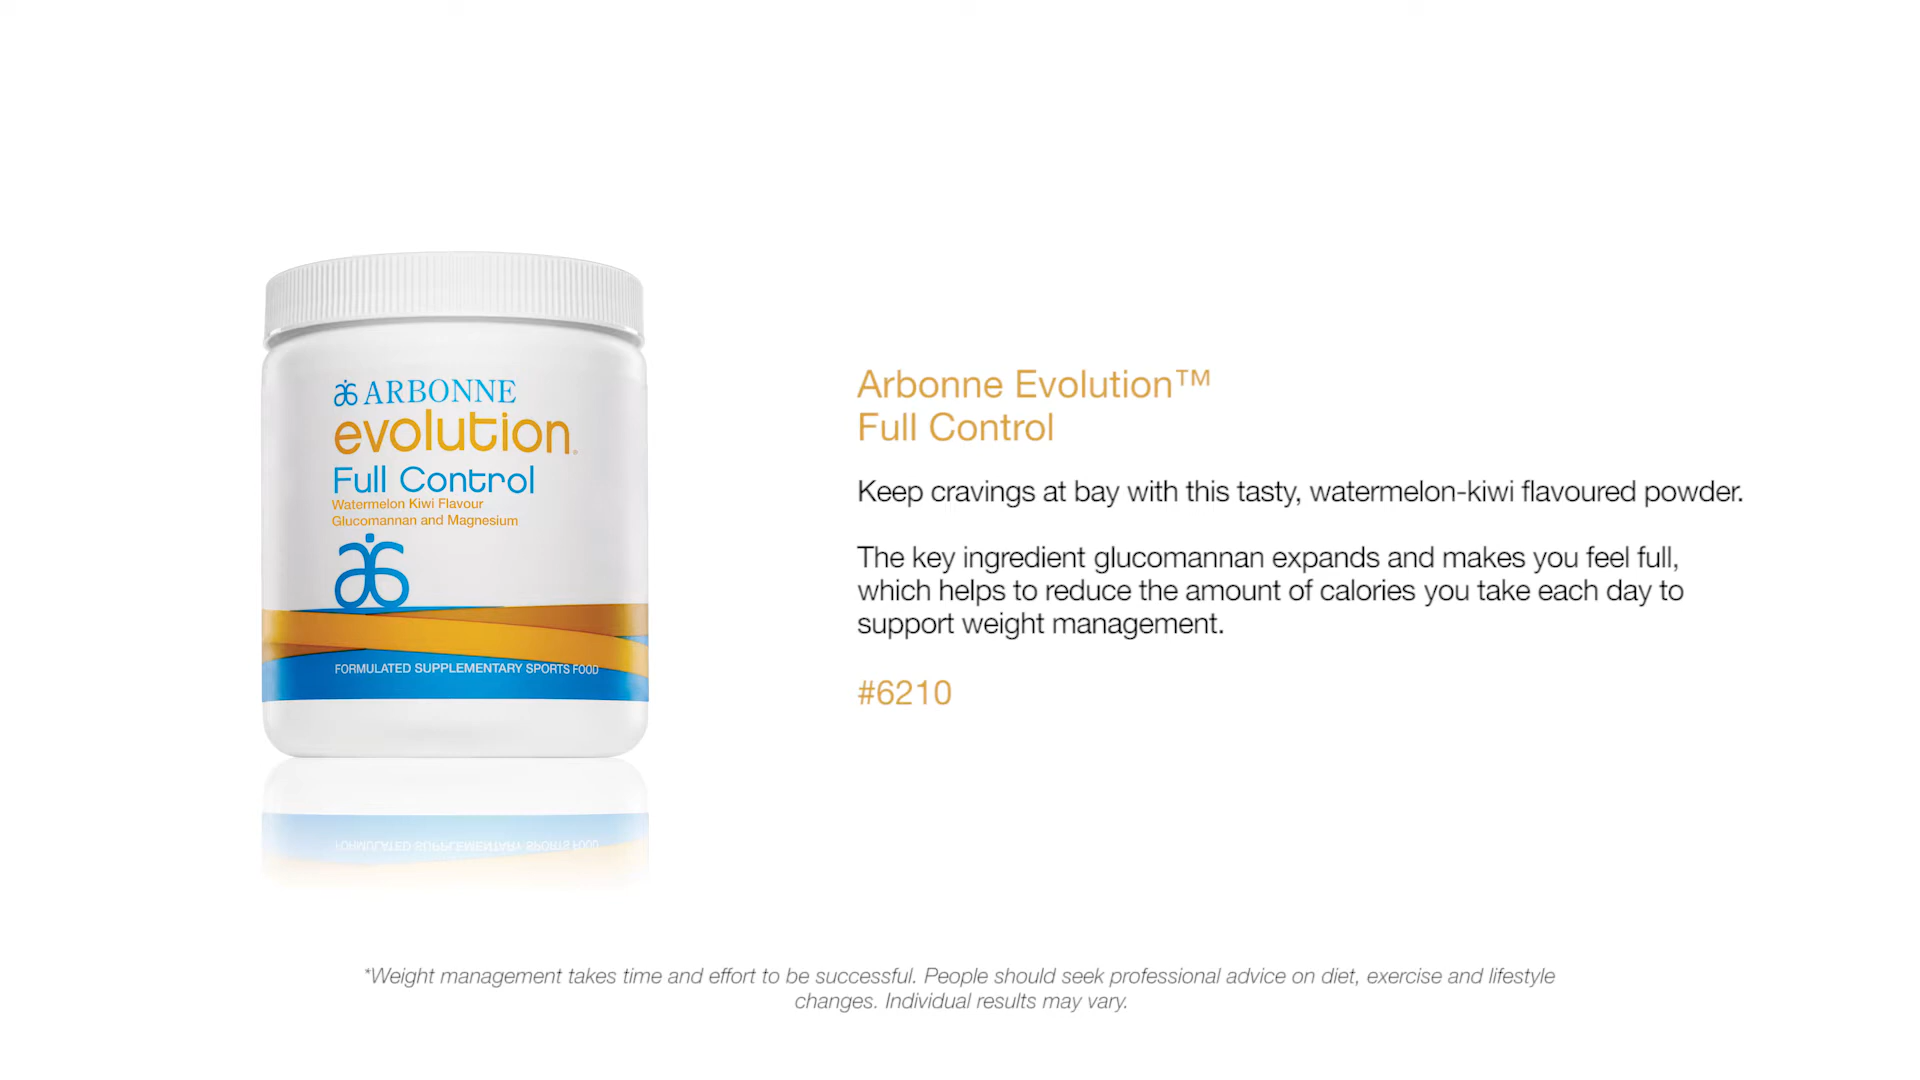 ARBONNE
evolution
Full Control
Watermelon Kiwi Flavour
Glucomannan and Magnesium
FORMULATED SUPPLEMENTARY SPORTS FOOD
Arbonne Evolution™
Full Control
Keep cravings at bay with this tasty, watermelon-kiwi flavoured powder.
The key ingredient glucomannan expands and makes you feel full,
which helps to reduce the amount of calories you take each day to
support weight management.
#6210
*Weight management takes time and effort to be successful. People should seek professional advice on diet, exercise and lifestyle
changes. Individual results may vary.